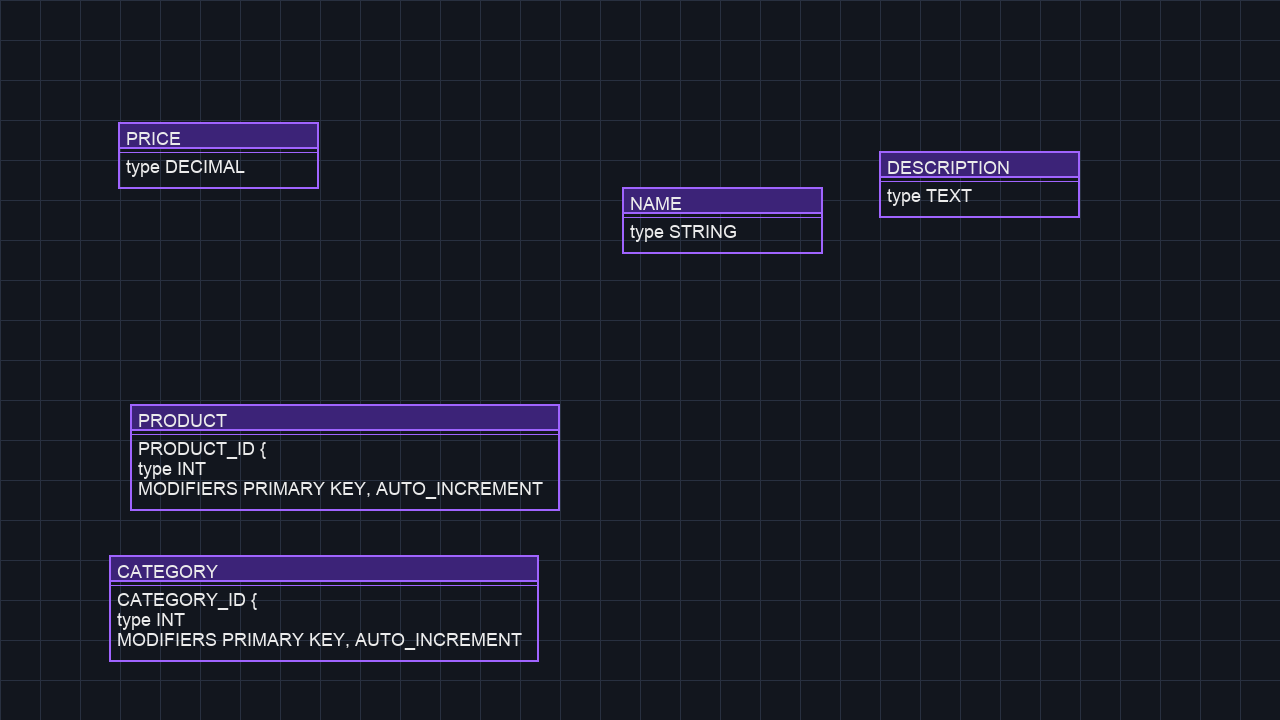 PRICE
type DECIMAL
DESCRIPTION
type TEXT
NAME
type STRING
PRODUCT
PRODUCT_ID {
type INT
MODIFIERS PRIMARY KEY, AUTO_INCREMENT
CATEGORY
CATEGORY_ID {
type INT
MODIFIERS PRIMARY KEY, AUTO_INCREMENT